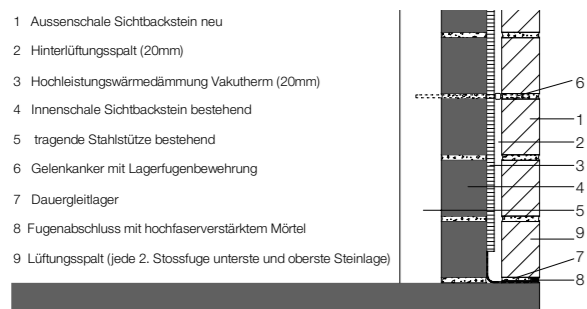 1 Aussenschale Sichtbackstein neu
2 Hinterlüftungsspalt (20mm)
3 Hochleistungswärmedämmung Vakutherm (20mm)
4 Innenschale Sichtbackstein bestehend
5 tragende Stahlstütze bestehend
6 Gelenkanker mit Lagerfugenbewehrung
7 Dauergleitlager
8 Fugenabschluss mit hochfaserverstärktem Mörtel
9 Lüftungsspalt (jede 2. Stossfuge unterste und oberste Steinlage)
6
1
2
3
4
5
9
7
8